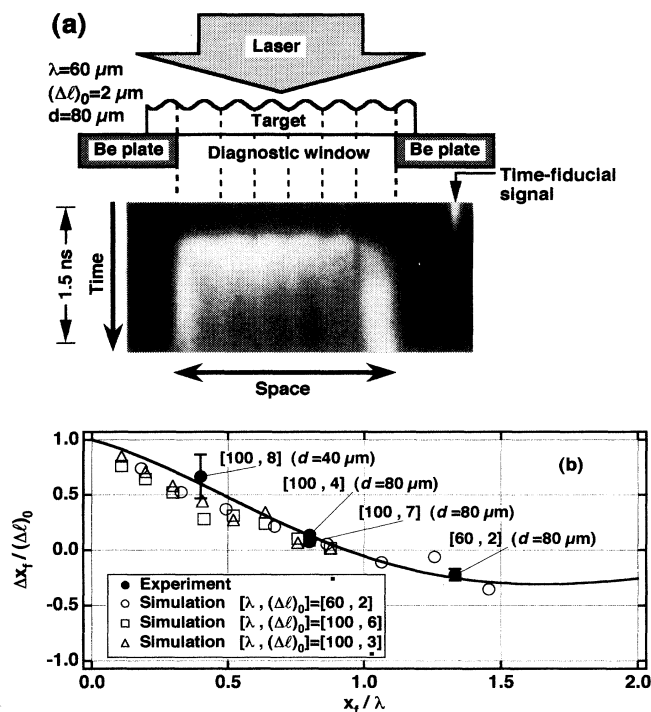 (a)
Laser
λ=60 µm
(Δℓ)₀=2 µm
d=80 µm
Target
Be plate
Diagnostic window
Be plate
Time-fiducial
signal
1.5 ns
Time
Space
(b)
[100 , 8] (d=40 µm)
[100 , 4] (d=80 µm)
[100 , 7] (d=80 µm)
[60 , 2] (d=80 µm)
Experiment
Simulation [λ , (Δℓ)₀]=[60 , 2]
Simulation [λ , (Δℓ)₀]=[100 , 6]
Simulation [λ , (Δℓ)₀]=[100 , 3]
1.0
0.5
0.0
-0.5
-1.0
Δx_f / (Δℓ)₀
0.0 0.5 1.0 1.5 2.0
x_f / λ